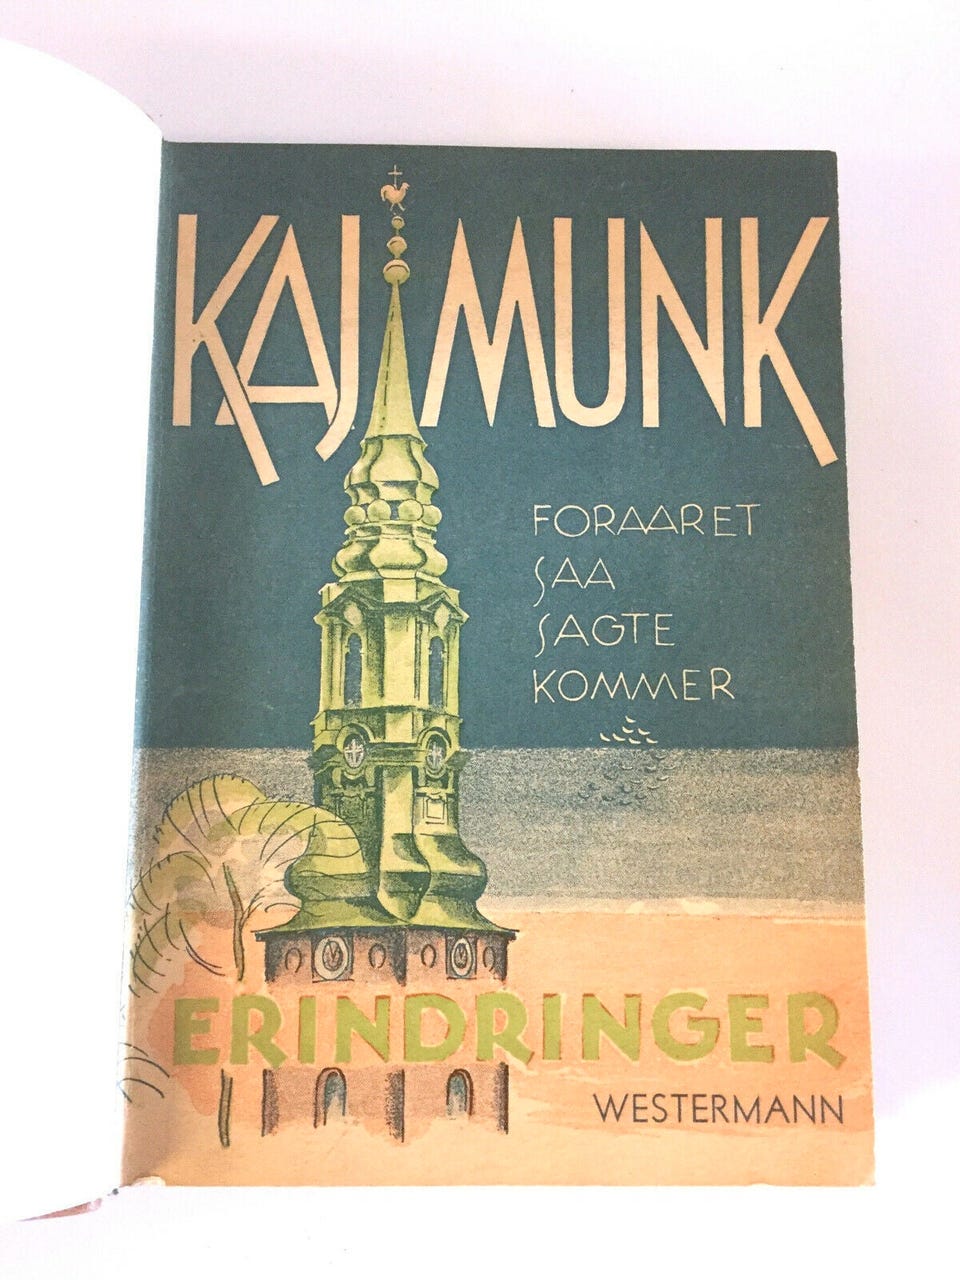 KAJ MUNK
FORAARET
SAA
SAGTE
KOMMER
ERINDRINGER
WESTERMANN